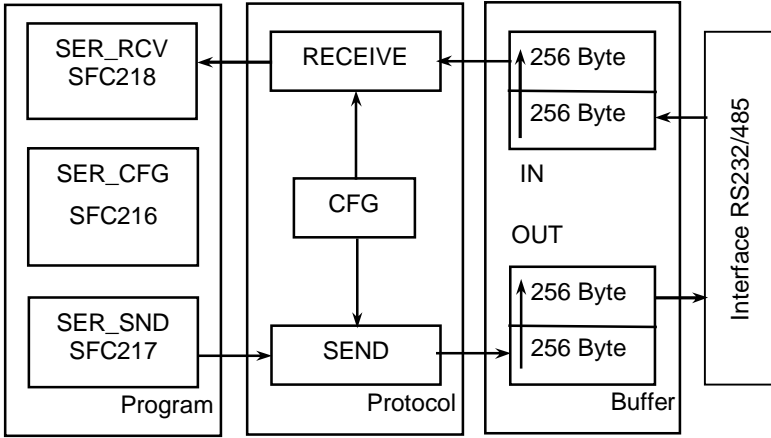 SER_RCV
SFC218
SER_CFG
SFC216
SER_SND
SFC217
Program
RECEIVE
CFG
SEND
Protocol
256 Byte
256 Byte
IN
OUT
256 Byte
256 Byte
Buffer
Interface RS232/485